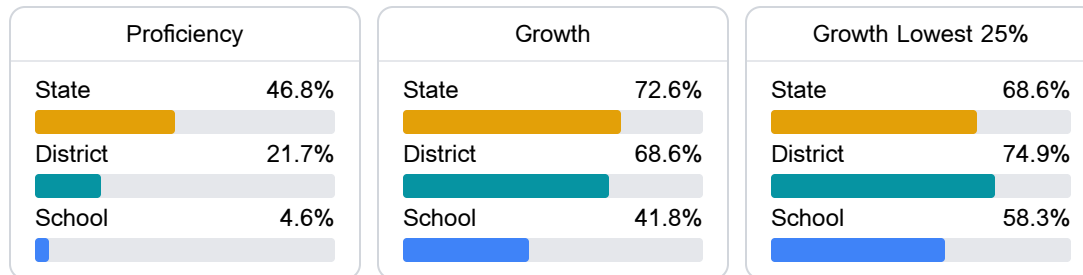 Proficiency
State 46.8%
District 21.7%
School 4.6%
Growth
State 72.6%
District 68.6%
School 41.8%
Growth Lowest 25%
State 68.6%
District 74.9%
School 58.3%